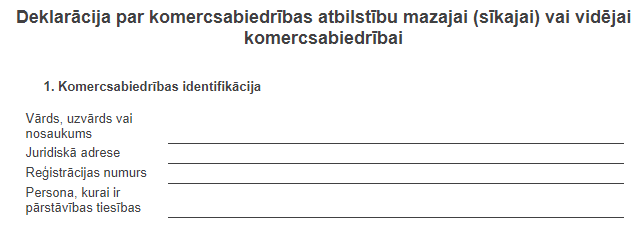 Deklarācija par komercsabiedrības atbilstību mazajai (sīkajai) vai vidējai
komercsabiedrībai
1. Komercsabiedrības identifikācija
Vārds, uzvārds vai
nosaukums
Juridiskā adrese
Reģistrācijas numurs
Persona, kurai ir
pārstāvības tiesības